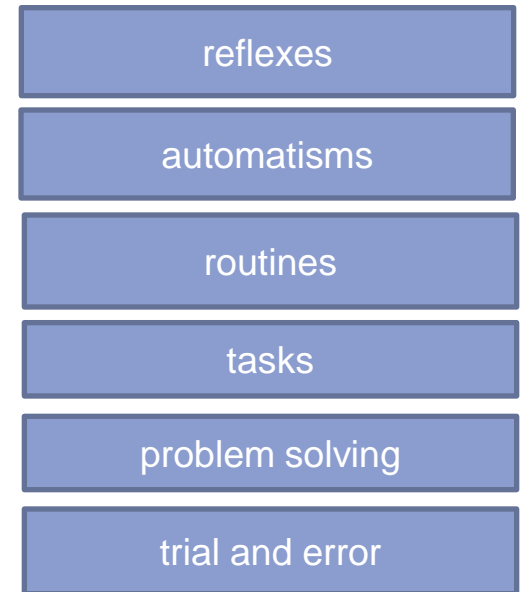 reflexes
automatisms
routines
tasks
problem solving
trial and error